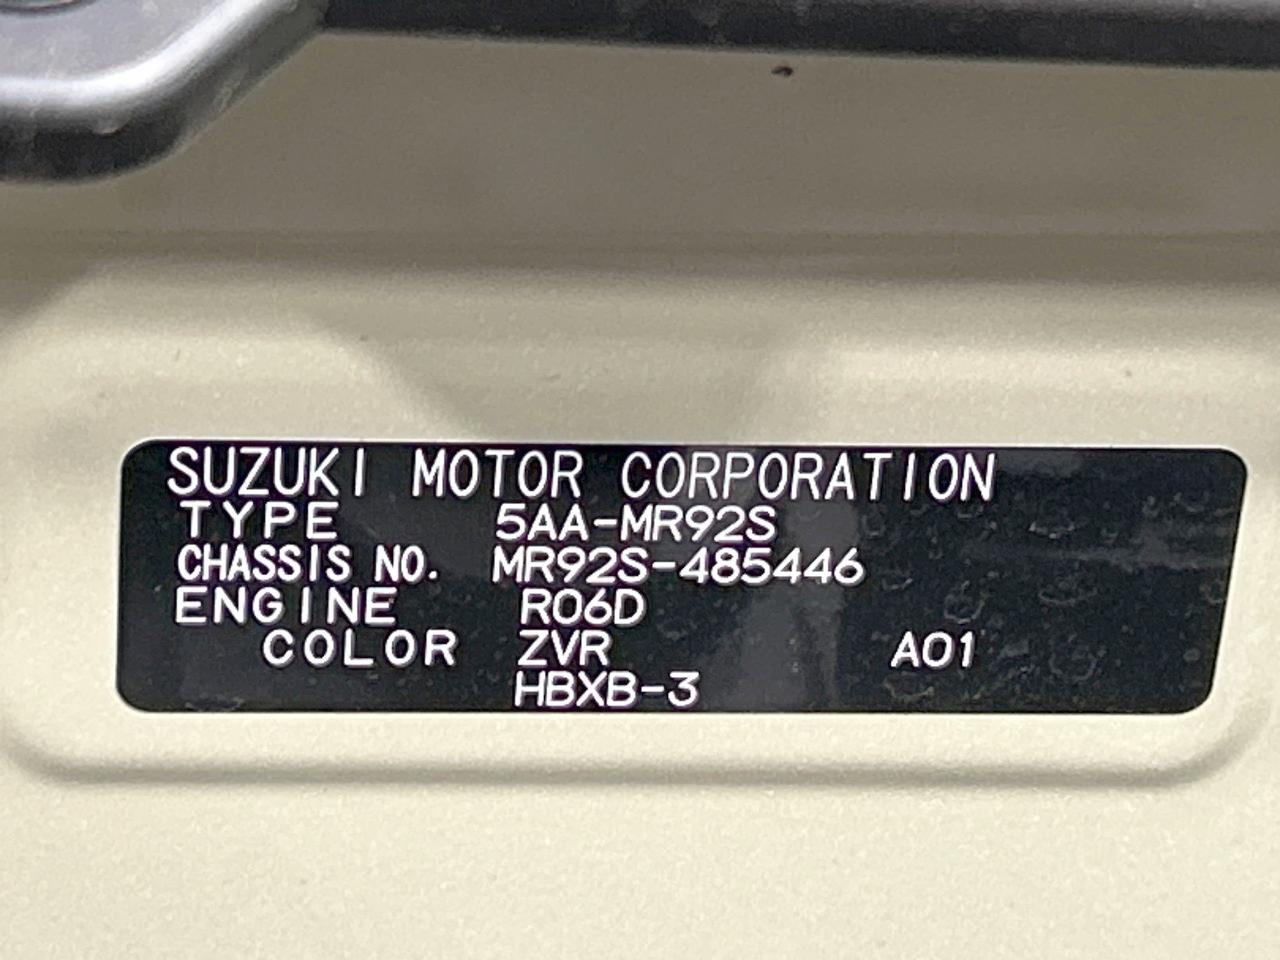 SUZUKI MOTOR CORPORATION
TYPE 5AA-MR92S
CHASSIS NO. MR92S-485446
ENGINE R06D
COLOR ZVR A01
HBXB-3